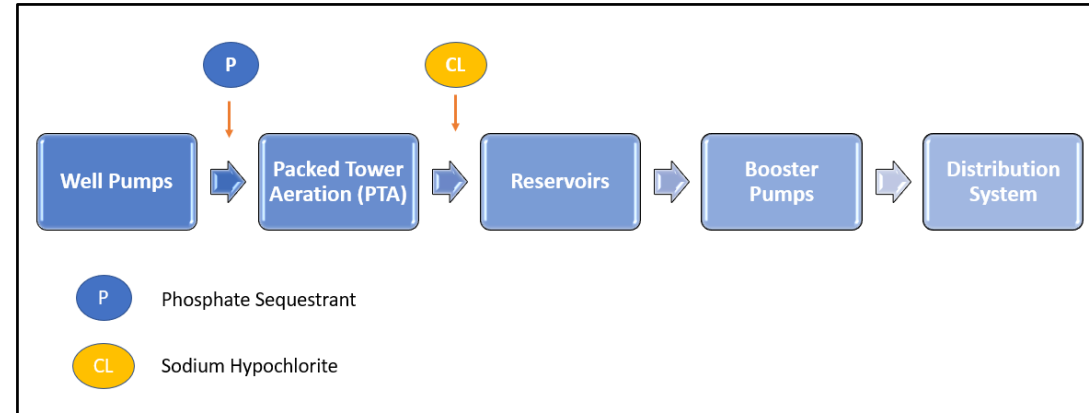 P
CL
Well Pumps
Packed Tower
Aeration (PTA)
Reservoirs
Booster
Pumps
Distribution
System
P
Phosphate Sequestrant
CL
Sodium Hypochlorite